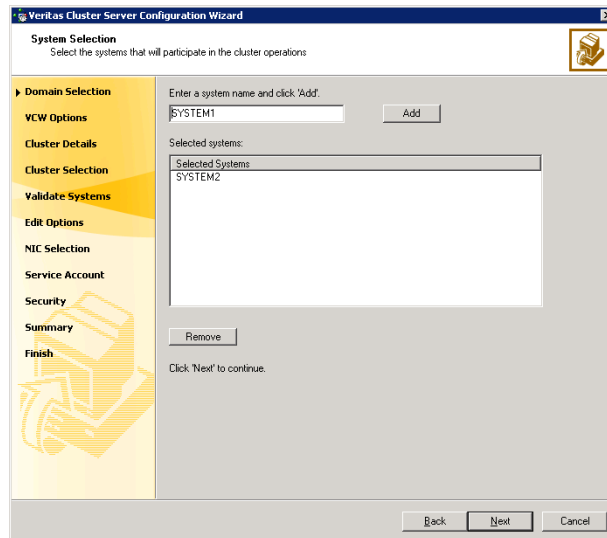 Veritas Cluster Server Configuration Wizard
System Selection
Select the systems that will participate in the cluster operations
Domain Selection
VCW Options
Cluster Details
Cluster Selection
Validate Systems
Edit Options
NIC Selection
Service Account
Security
Summary
Finish
Enter a system name and click 'Add'.
SYSTEM1
Add
Selected systems:
Selected Systems
SYSTEM2
Remove
Click 'Next' to continue.
Back
Next
Cancel